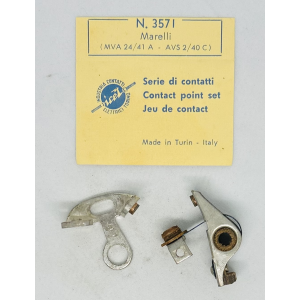 N. 3571
Marelli
(MVA 24/41 A - AVS 2/40 C)
Serie di contatti
Contact point set
Jeu de contact
Made in Turin - Italy